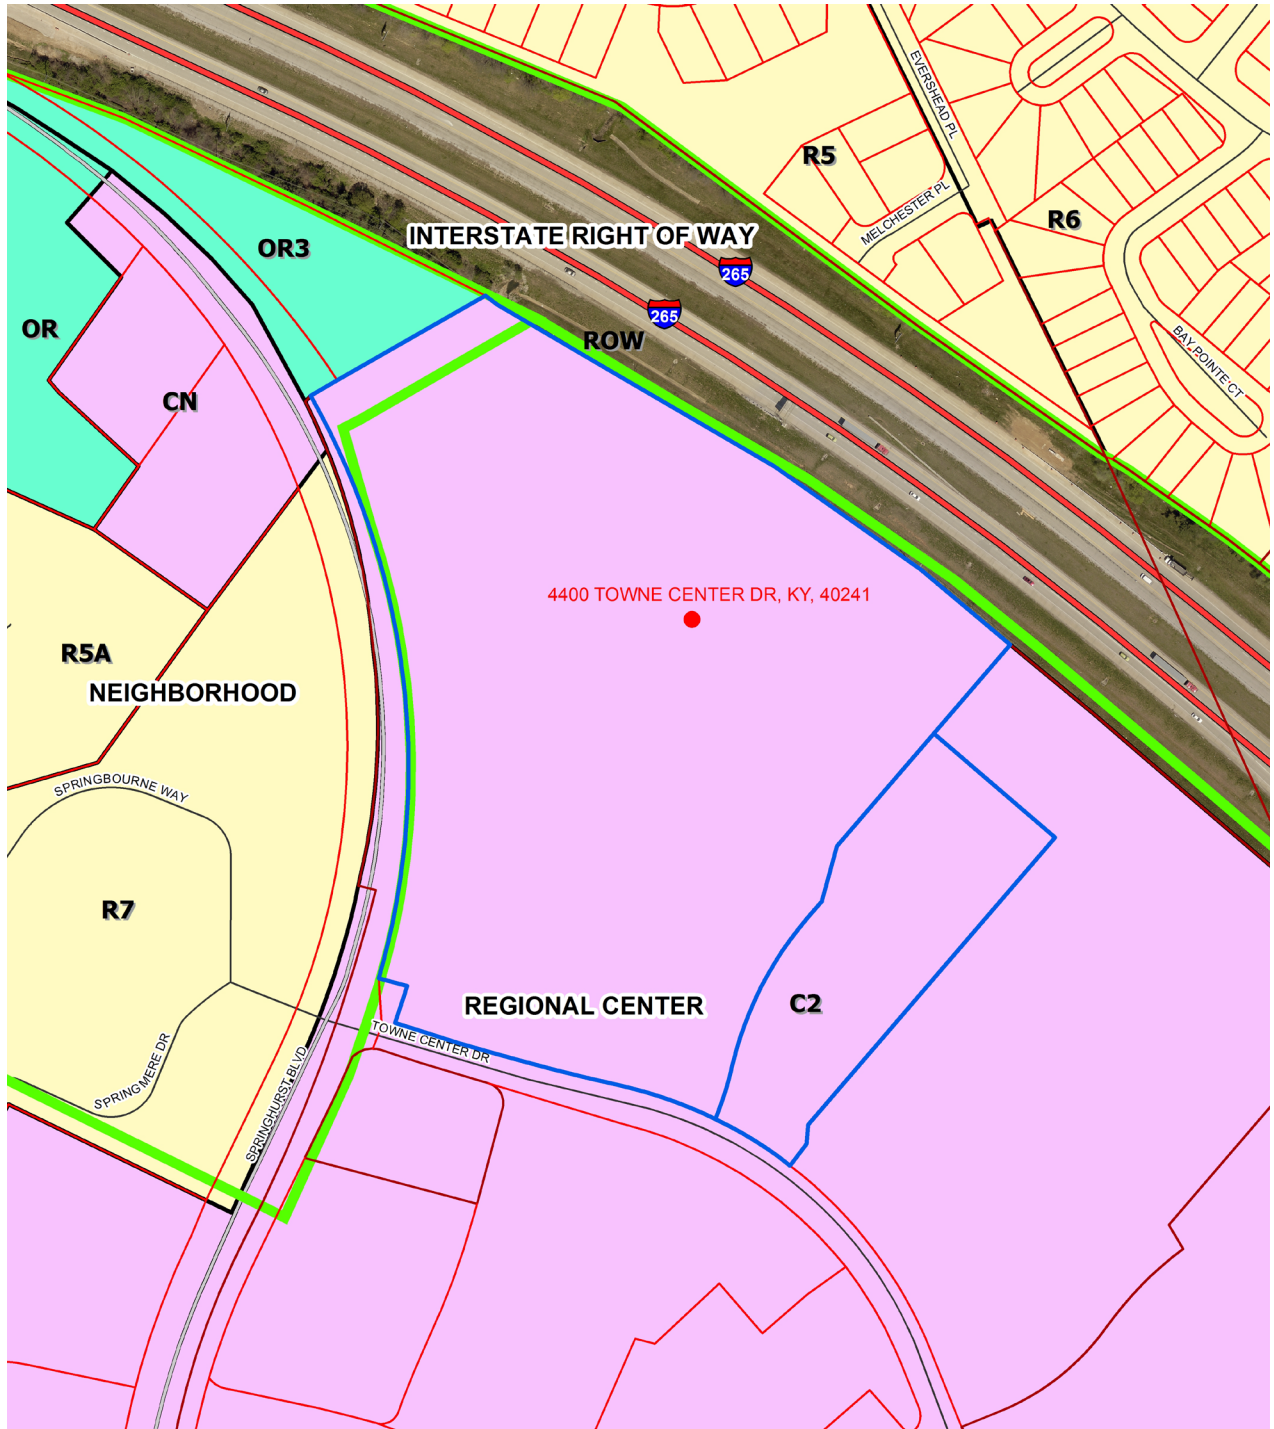 EVERSHEAD PL
R5
MELCHESTER PL
R6
INTERSTATE RIGHT OF WAY
OR3
265
265
OR
ROW
BAY POINTE CT
CN
4400 TOWNE CENTER DR, KY, 40241
R5A
NEIGHBORHOOD
SPRINGBOURNE WAY
R7
REGIONAL CENTER
C2
TOWNE CENTER DR
SPRINGMERE DR
SPRINGHURST BLVD